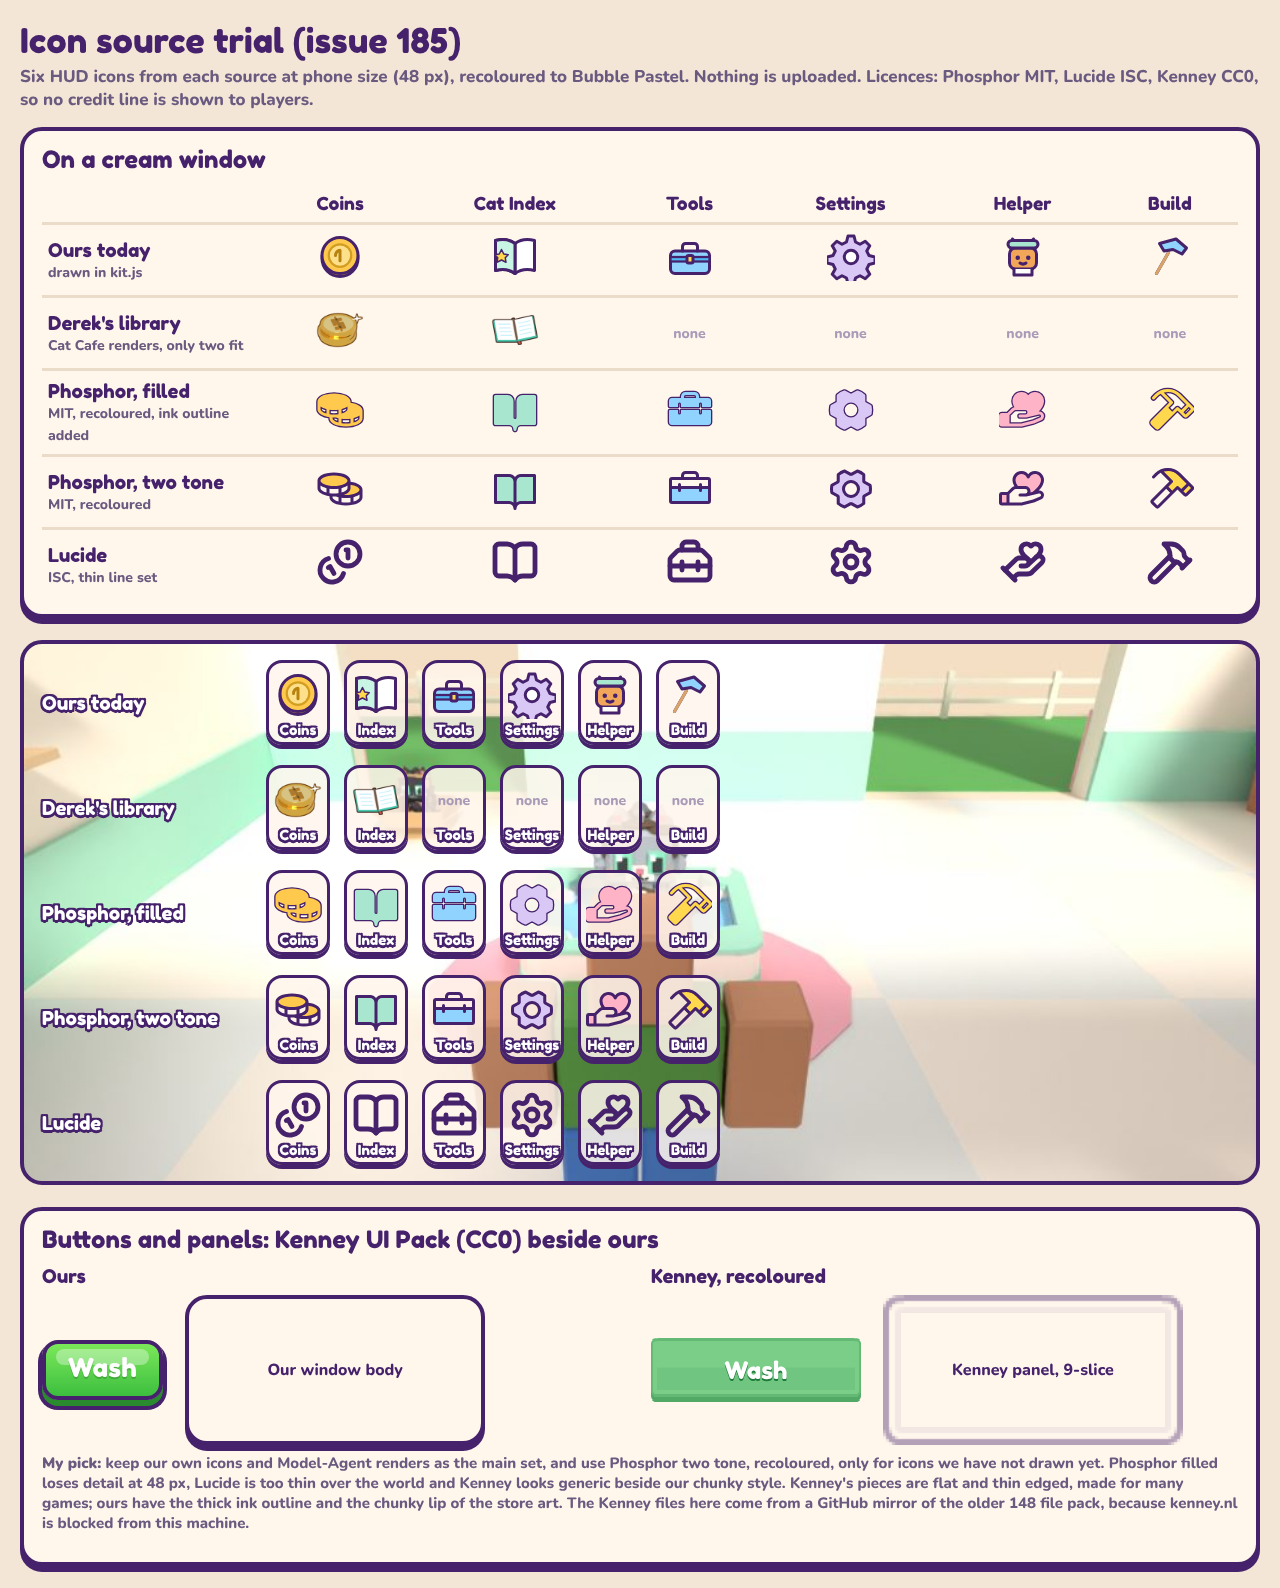 Icon source trial (issue 185)
Six HUD icons from each source at phone size (48 px), recoloured to Bubble Pastel. Nothing is uploaded. Licences: Phosphor MIT, Lucide ISC, Kenney CC0,
so no credit line is shown to players.
On a cream window
Coins Cat Index Tools Settings Helper Build
Ours today
drawn in kit.js
1
Derek's library
Cat Cafe renders, only two fit
none none none none
Phosphor, filled
MIT, recoloured, ink outline
added
Phosphor, two tone
MIT, recoloured
Lucide
ISC, thin line set
1 1
Ours today
1
Coins Index Tools Settings Helper Build
Derek's library
none none none none
Coins Index Tools Settings Helper Build
Phosphor, filled
Coins Index Tools Settings Helper Build
Phosphor, two tone
Coins Index Tools Settings Helper Build
Lucide
1 1
Coins Index Tools Settings Helper Build
Buttons and panels: Kenney UI Pack (CC0) beside ours
Ours
Kenney, recoloured
Wash
Our window body
Wash
Kenney panel, 9-slice
My pick: keep our own icons and Model-Agent renders as the main set, and use Phosphor two tone, recoloured, only for icons we have not drawn yet. Phosphor filled
loses detail at 48 px, Lucide is too thin over the world and Kenney looks generic beside our chunky style. Kenney's pieces are flat and thin edged, made for many
games; ours have the thick ink outline and the chunky lip of the store art. The Kenney files here come from a GitHub mirror of the older 148 file pack, because kenney.nl
is blocked from this machine.